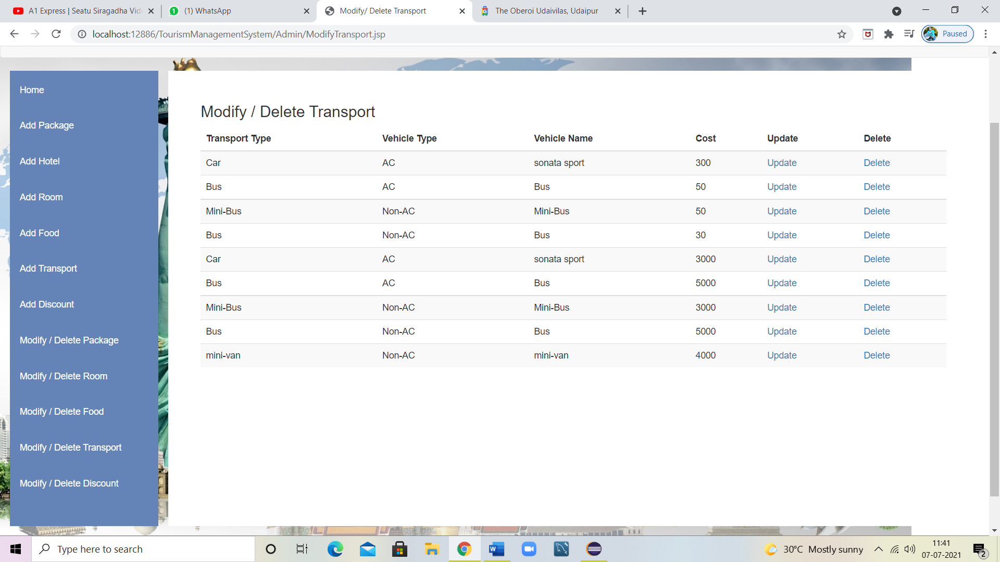 A1 Express | Seatu Siragadha Vid
(1) WhatsApp
Modify/ Delete Transport
The Oberoi Udaivilas, Udaipur
localhost:12886/TourismManagementSystem/Admin/ModifyTransport.jsp
Paused
Home
Add Package
Add Hotel
Add Room
Add Food
Add Transport
Add Discount
Modify / Delete Package
Modify / Delete Room
Modify / Delete Food
Modify / Delete Transport
Modify / Delete Discount
Modify / Delete Transport
Transport Type Vehicle Type Vehicle Name Cost Update Delete
Car AC sonata sport 300 Update Delete
Bus AC Bus 50 Update Delete
Mini-Bus Non-AC Mini-Bus 50 Update Delete
Bus Non-AC Bus 30 Update Delete
Car AC sonata sport 3000 Update Delete
Bus AC Bus 5000 Update Delete
Mini-Bus Non-AC Mini-Bus 3000 Update Delete
Bus Non-AC Bus 5000 Update Delete
mini-van Non-AC mini-van 4000 Update Delete
Type here to search
30°C Mostly sunny
11:41
07-07-2021
2